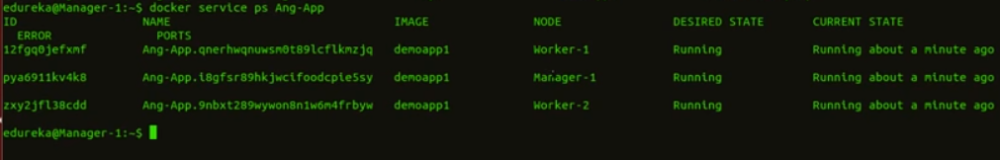 edureka@Manager-1:~$ docker service ps Ang-App
ID NAME IMAGE NODE DESIRED STATE CURRENT STATE
ERROR PORTS
12fgq0jefxmf Ang-App.qnerhwqnuwsm0t89lcflkmzjq demoapp1 Worker-1 Running Running about a minute ago
pya6911kv4k8 Ang-App.i8gfsr89hkjwcifoodcpie5sy demoapp1 Manager-1 Running Running about a minute ago
zxy2jfl38cdd Ang-App.9nbxt289wywon8n1w6m4frbyw demoapp1 Worker-2 Running Running about a minute ago
edureka@Manager-1:~$